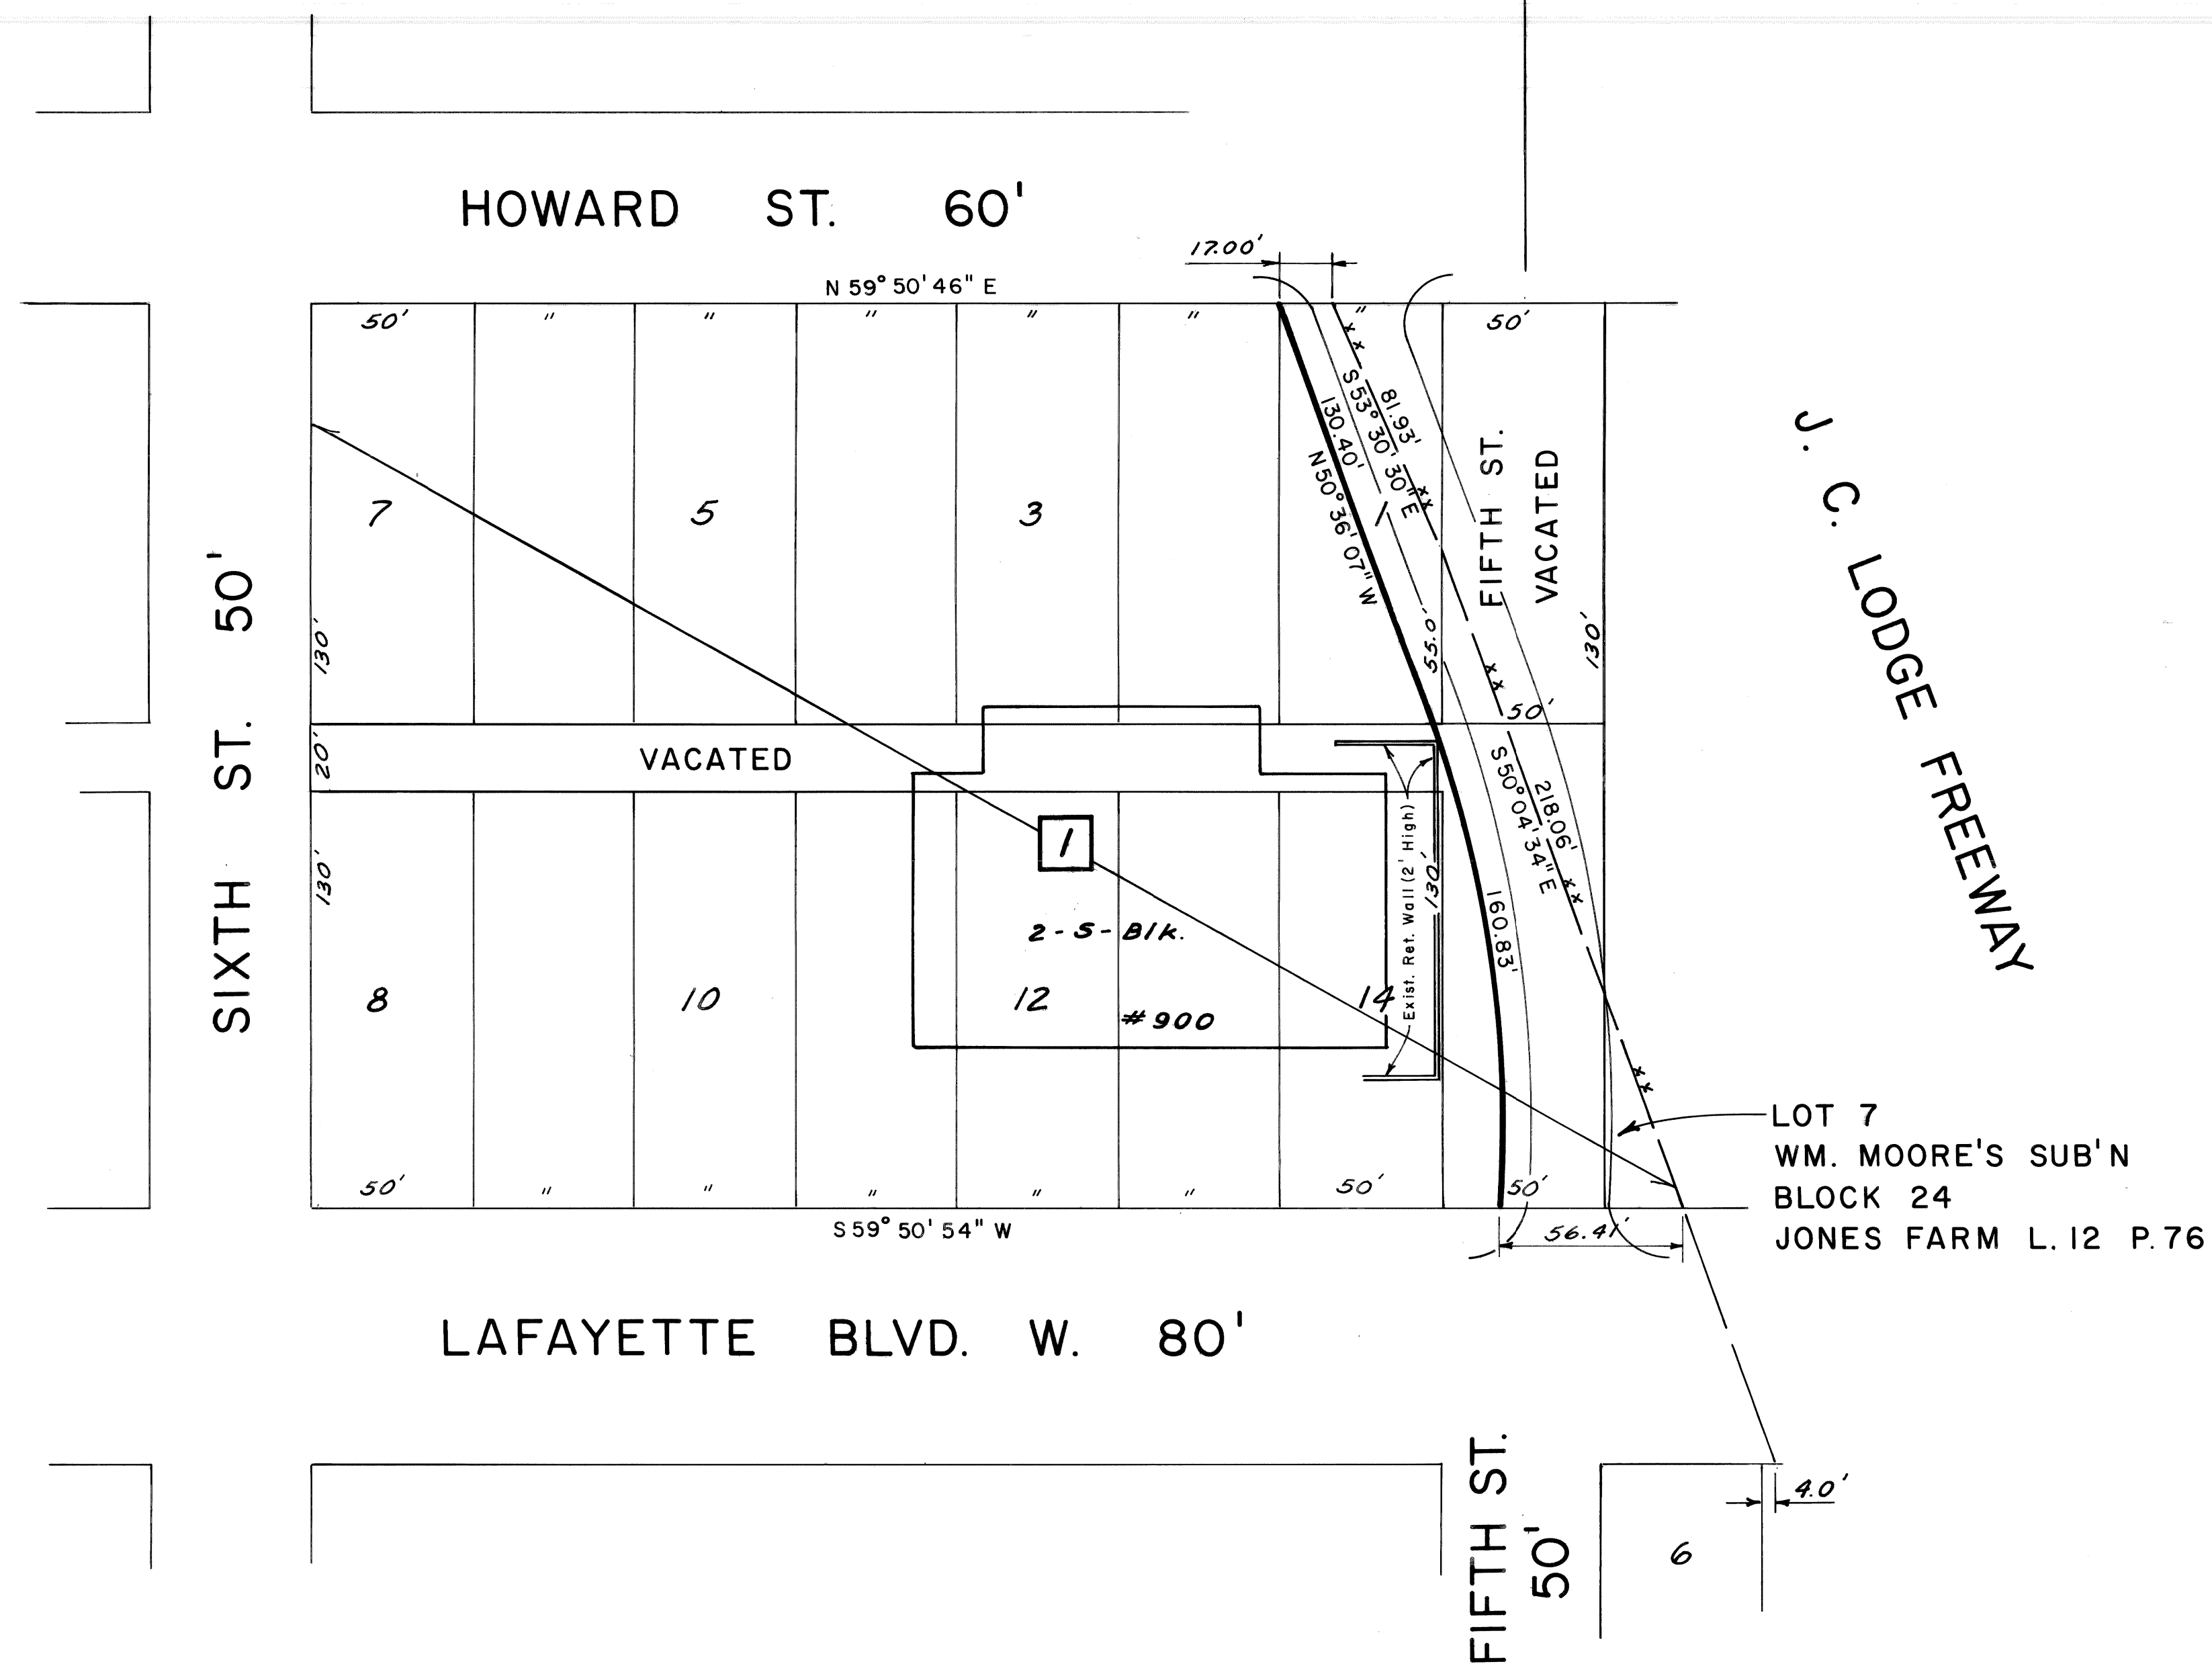 HOWARD ST. 60'
17.00'
N 59° 50' 46" E
50' " " " " " " 50'
81.93'
S 53° 30' 30" E
130.40'
N 50° 36' 07" W
FIFTH ST.
VACATED
J. C. LODGE FREEWAY
7 5 3 1
SIXTH ST. 50'
130'
55.0'
130'
50'
20'
VACATED
218.06'
S 50° 04' 34" E
1
130'
Exist. Ret. Wall (2' High)
130'
160.83'
2-S-Blk.
8 10 12 14
#900
LOT 7
WM. MOORE'S SUB'N
BLOCK 24
JONES FARM L. 12 P. 76
50' " " " " " 50' 50'
S 59° 50' 54" W
56.41'
LAFAYETTE BLVD. W. 80'
FIFTH ST.
50'
4.0'
6